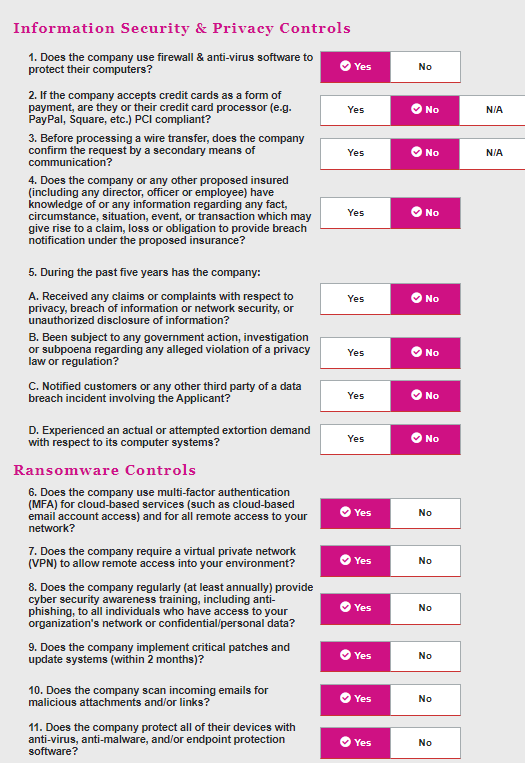 Information Security & Privacy Controls
1. Does the company use firewall & anti-virus software to
protect their computers?
Yes No
2. If the company accepts credit cards as a form of
payment, are they or their credit card processor (e.g.
PayPal, Square, etc.) PCI compliant?
Yes No N/A
3. Before processing a wire transfer, does the company
confirm the request by a secondary means of
communication?
Yes No N/A
4. Does the company or any other proposed insured
(including any director, officer or employee) have
knowledge of or any information regarding any fact,
circumstance, situation, event, or transaction which may
give rise to a claim, loss or obligation to provide breach
notification under the proposed insurance?
Yes No
5. During the past five years has the company:
A. Received any claims or complaints with respect to
privacy, breach of information or network security, or
unauthorized disclosure of information?
Yes No
B. Been subject to any government action, investigation
or subpoena regarding any alleged violation of a privacy
law or regulation?
Yes No
C. Notified customers or any other third party of a data
breach incident involving the Applicant?
Yes No
D. Experienced an actual or attempted extortion demand
with respect to its computer systems?
Yes No
Ransomware Controls
6. Does the company use multi-factor authentication
(MFA) for cloud-based services (such as cloud-based
email account access) and for all remote access to your
network?
Yes No
7. Does the company require a virtual private network
(VPN) to allow remote access into your environment?
Yes No
8. Does the company regularly (at least annually) provide
cyber security awareness training, including anti-
phishing, to all individuals who have access to your
organization's network or confidential/personal data?
Yes No
9. Does the company implement critical patches and
update systems (within 2 months)?
Yes No
10. Does the company scan incoming emails for
malicious attachments and/or links?
Yes No
11. Does the company protect all of their devices with
anti-virus, anti-malware, and/or endpoint protection
software?
Yes No